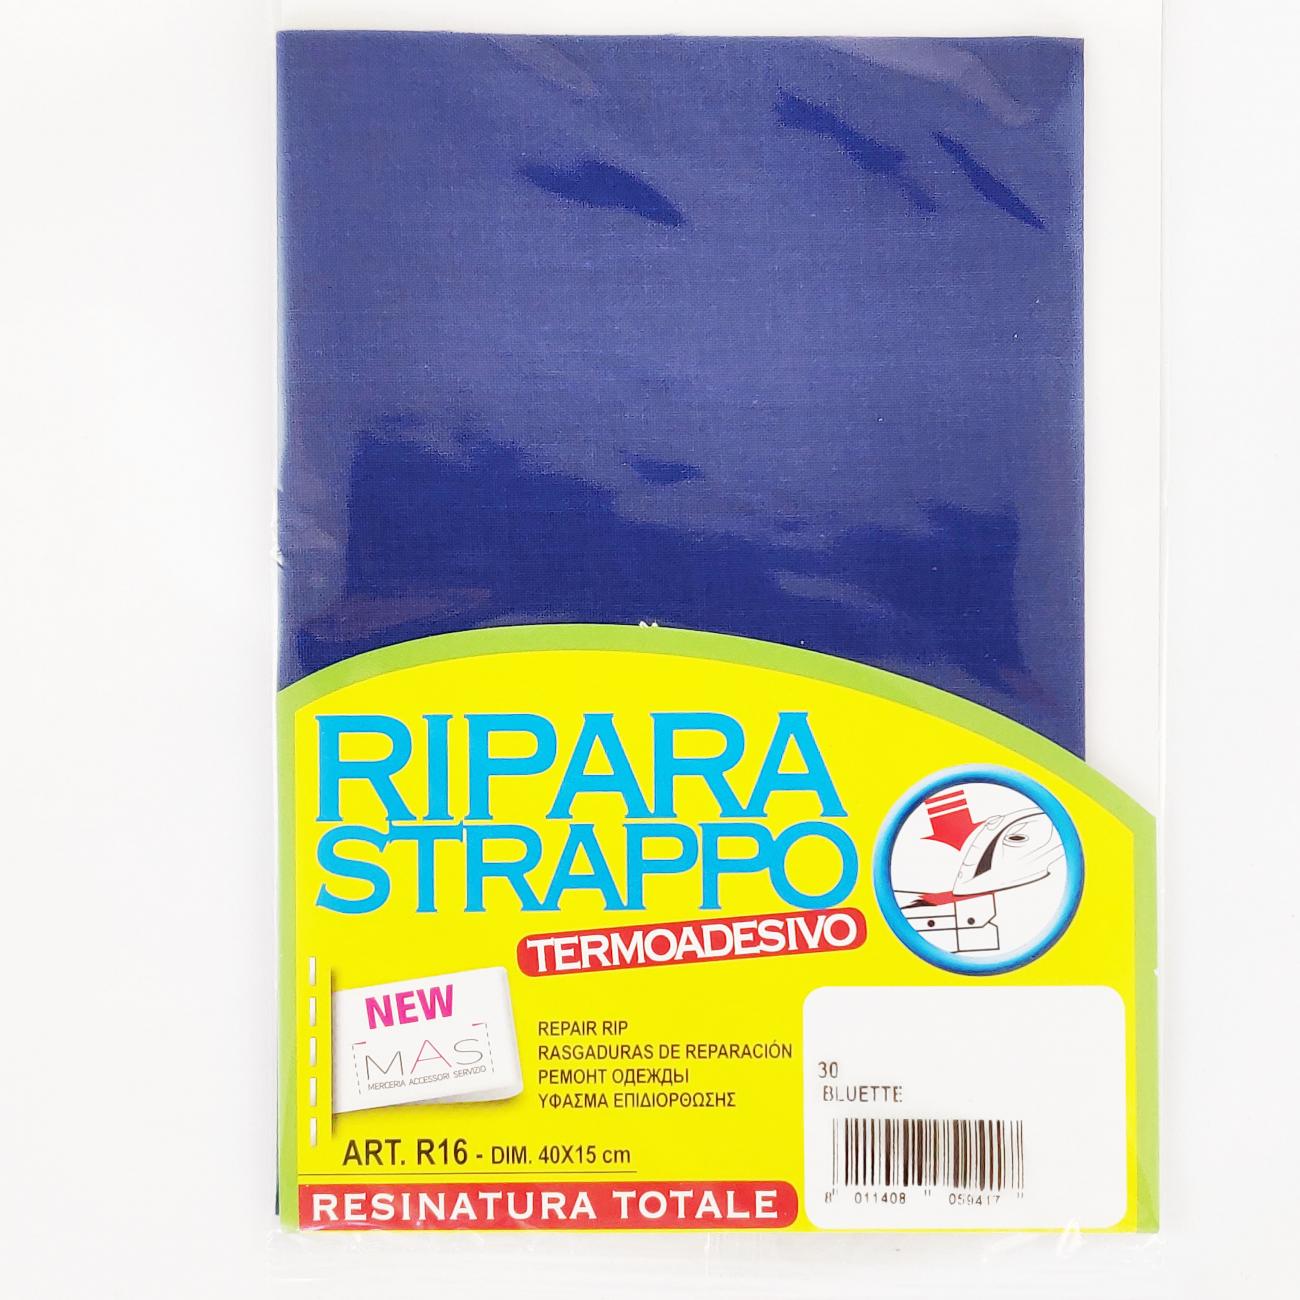 RIPARA
STRAPPO
TERMOADESIVO
NEW
MAS
MERCERIA ACCESSORI SERVIZIO
REPAIR RIP
RASGADURAS DE REPARACIÓN
РЕМОНТ ОДЕЖДЫ
ΥΦΑΣΜΑ ΕΠΙΔΙΟΡΘΩΣΗΣ
ART. R16 - DIM. 40X15 cm
RESINATURA TOTALE
30
BLUETTE
8 011408 059417